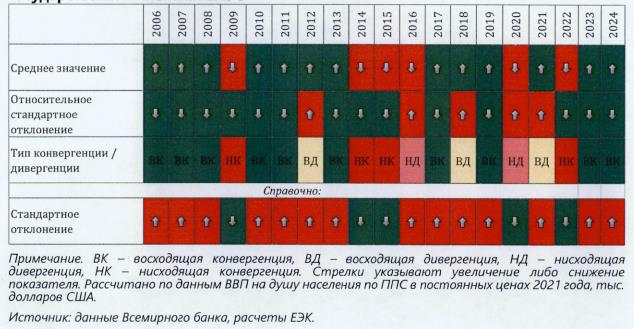 2006 2007 2008 2009 2010 2011 2012 2013 2014 2015 2016 2017 2018 2019 2020 2021 2022 2023 2024
Среднее значение
Относительное
стандартное
отклонение
Тип конвергенции /
дивергенции
ВК ВК ВК НК ВК ВК ВД ВК НК НК НД ВК ВД ВК НД ВД НК ВК ВК
Справочно:
Стандартное
отклонение
Примечание. ВК – восходящая конвергенция, ВД – восходящая дивергенция, НД – нисходящая
дивергенция, НК – нисходящая конвергенция. Стрелки указывают увеличение либо снижение
показателя. Рассчитано по данным ВВП на душу населения по ППС в постоянных ценах 2021 года, тыс.
долларов США.
Источник: данные Всемирного банка, расчеты ЕЭК.